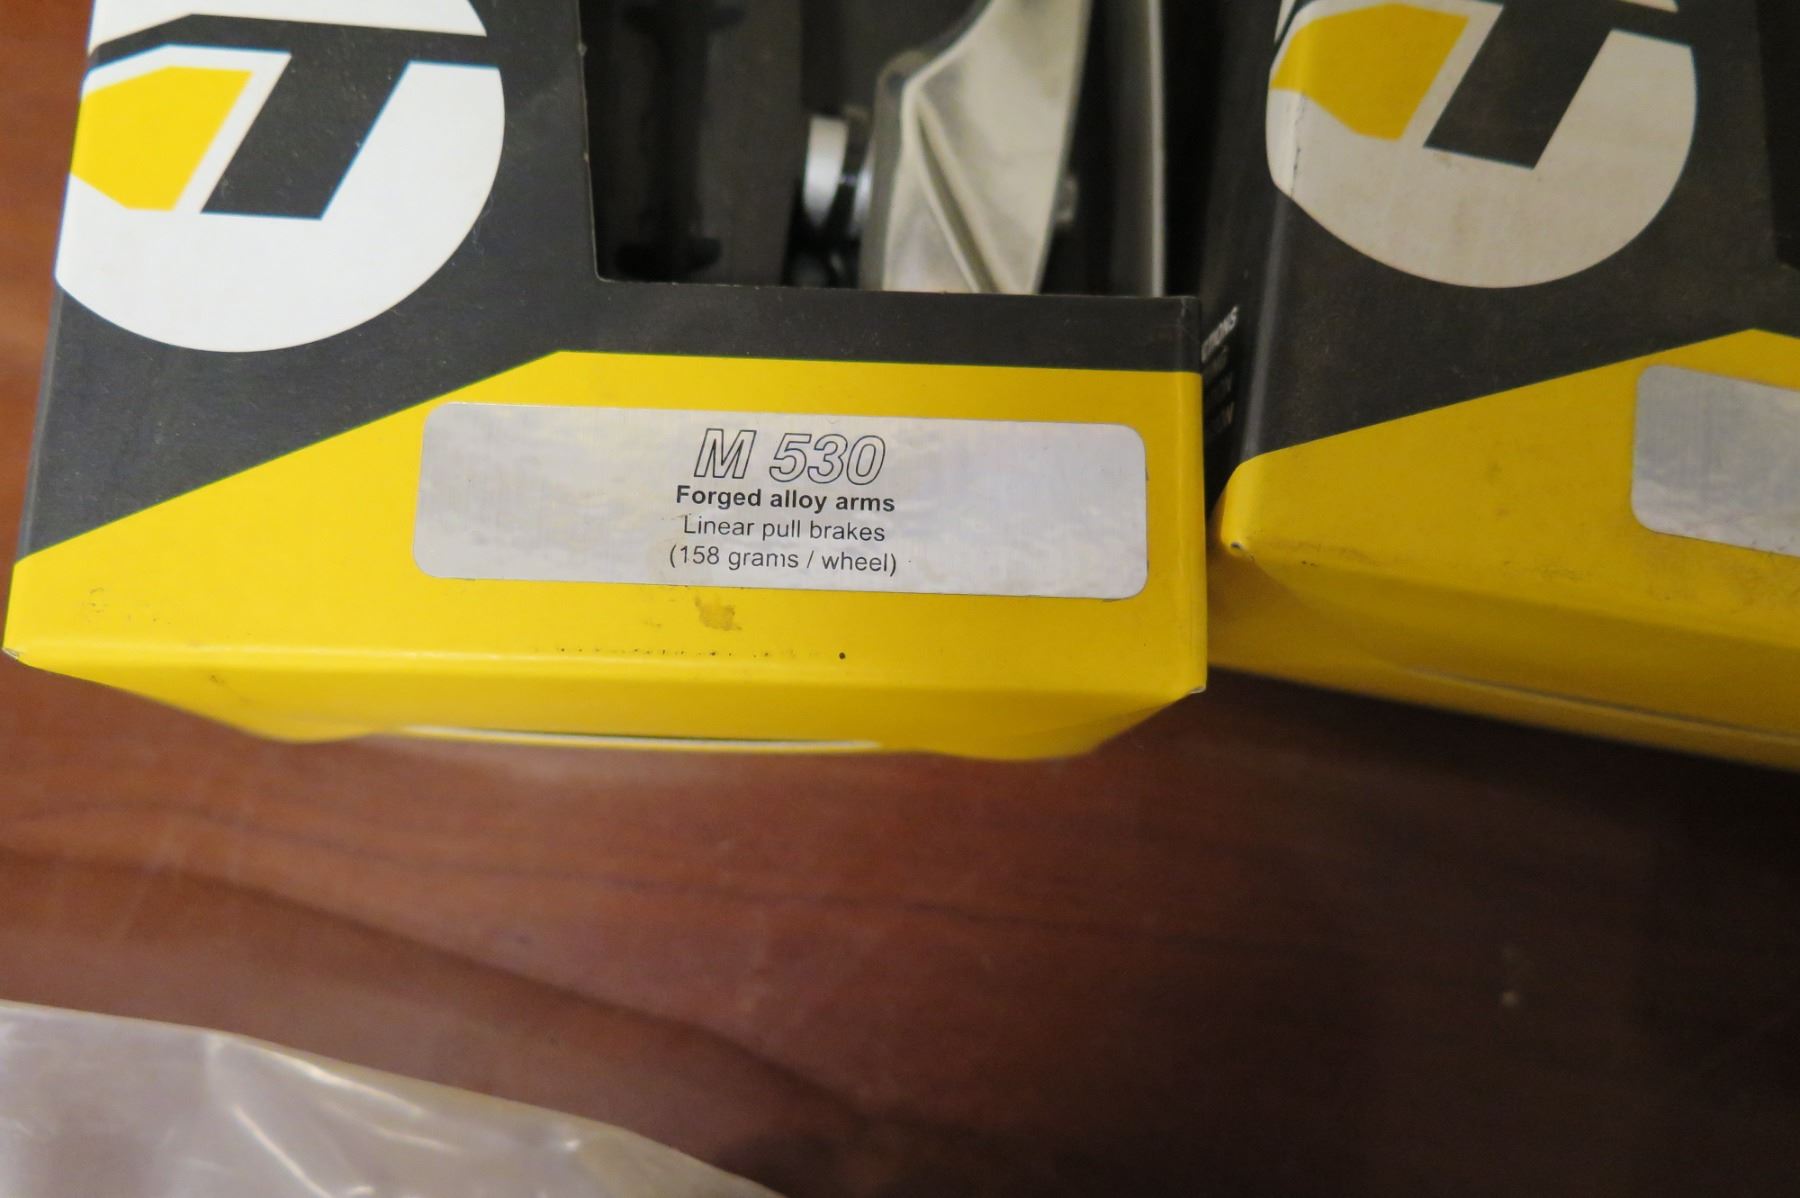 M 530
Forged alloy arms
Linear pull brakes
(158 grams / wheel)